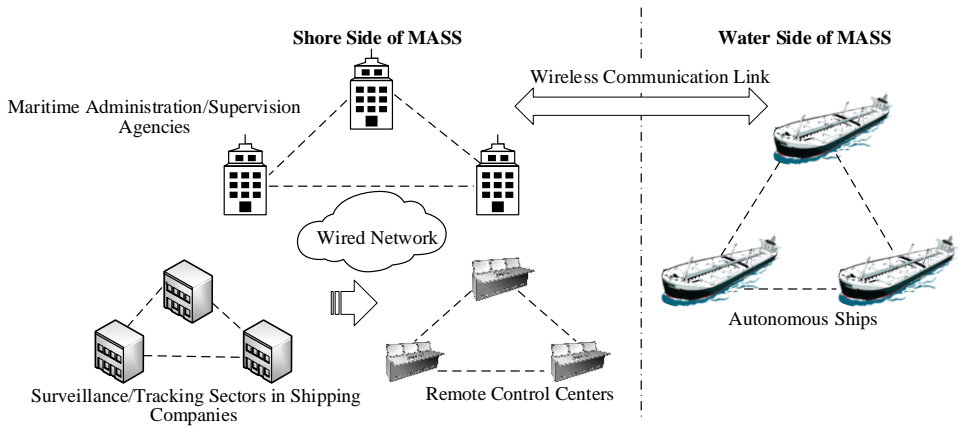 Shore Side of MASS
Water Side of MASS
Wireless Communication Link
Maritime Administration/Supervision
Agencies
Wired Network
Autonomous Ships
Surveillance/Tracking Sectors in Shipping
Companies
Remote Control Centers